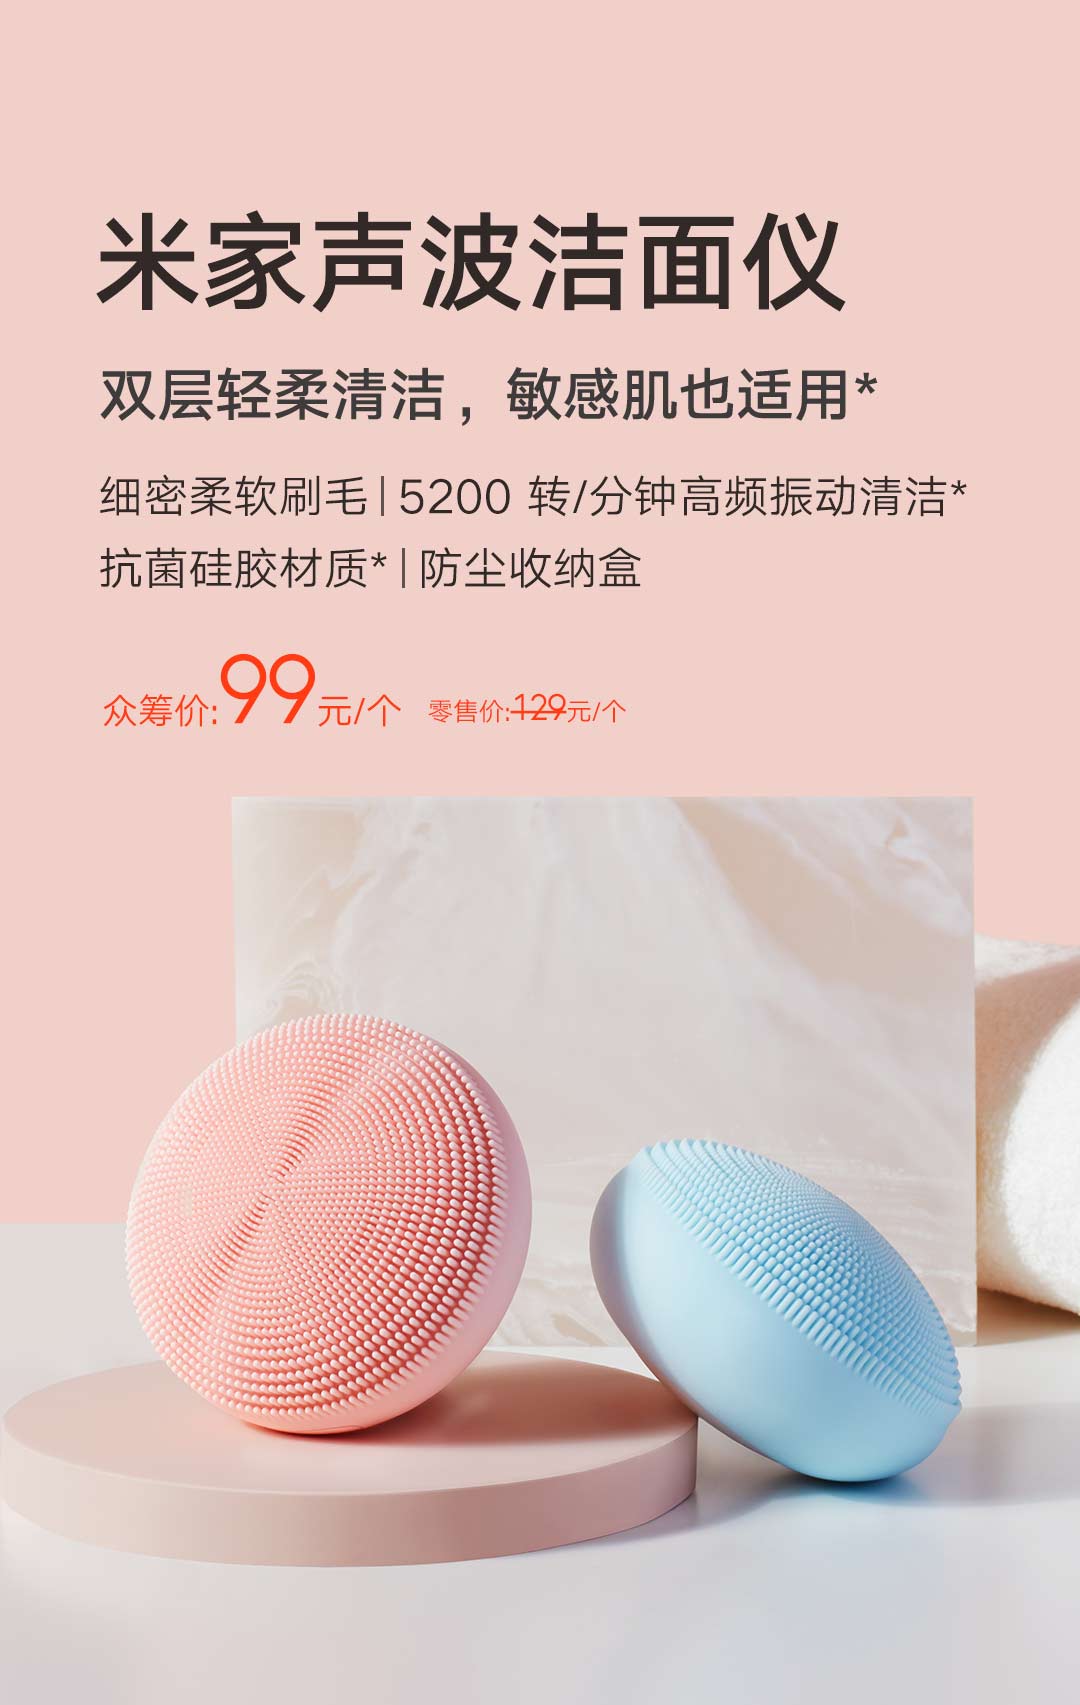 米家声波洁面仪
双层轻柔清洁，敏感肌也适用*
细密柔软刷毛|5200 转/分钟高频振动清洁*
抗菌硅胶材质*|防尘收纳盒
众筹价:99元/个 零售价:129元/个